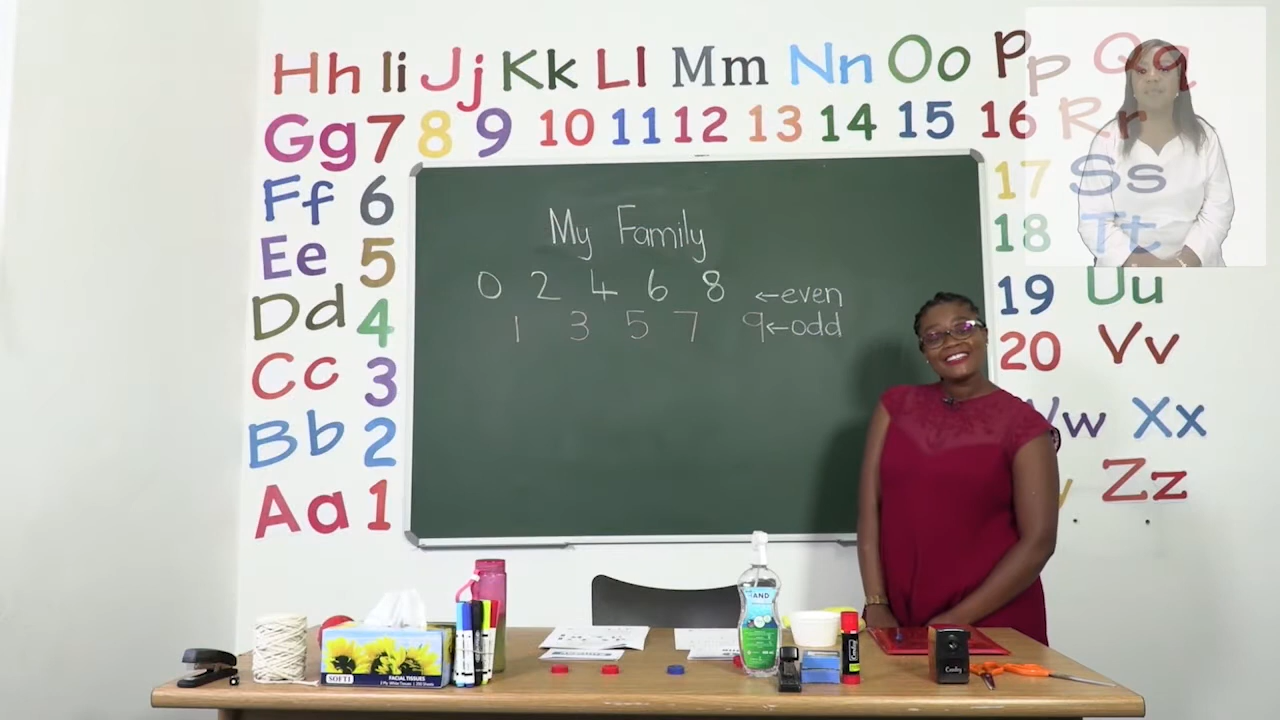 Hh Ii Jj Kk Ll Mm Nn Oo Pp Qq
Gg 7 8 9 10 11 12 13 14 15 16 Rr
Ff 6
Ee 5
Dd 4
Cc 3
Bb 2
Aa 1
My Family
0 2 4 6 8 ←even
1 3 5 7 9←odd
17 Ss
18 Tt
19 Uu
20 Vv
Ww Xx
y Zz
SOFTI
FACIAL TISSUES